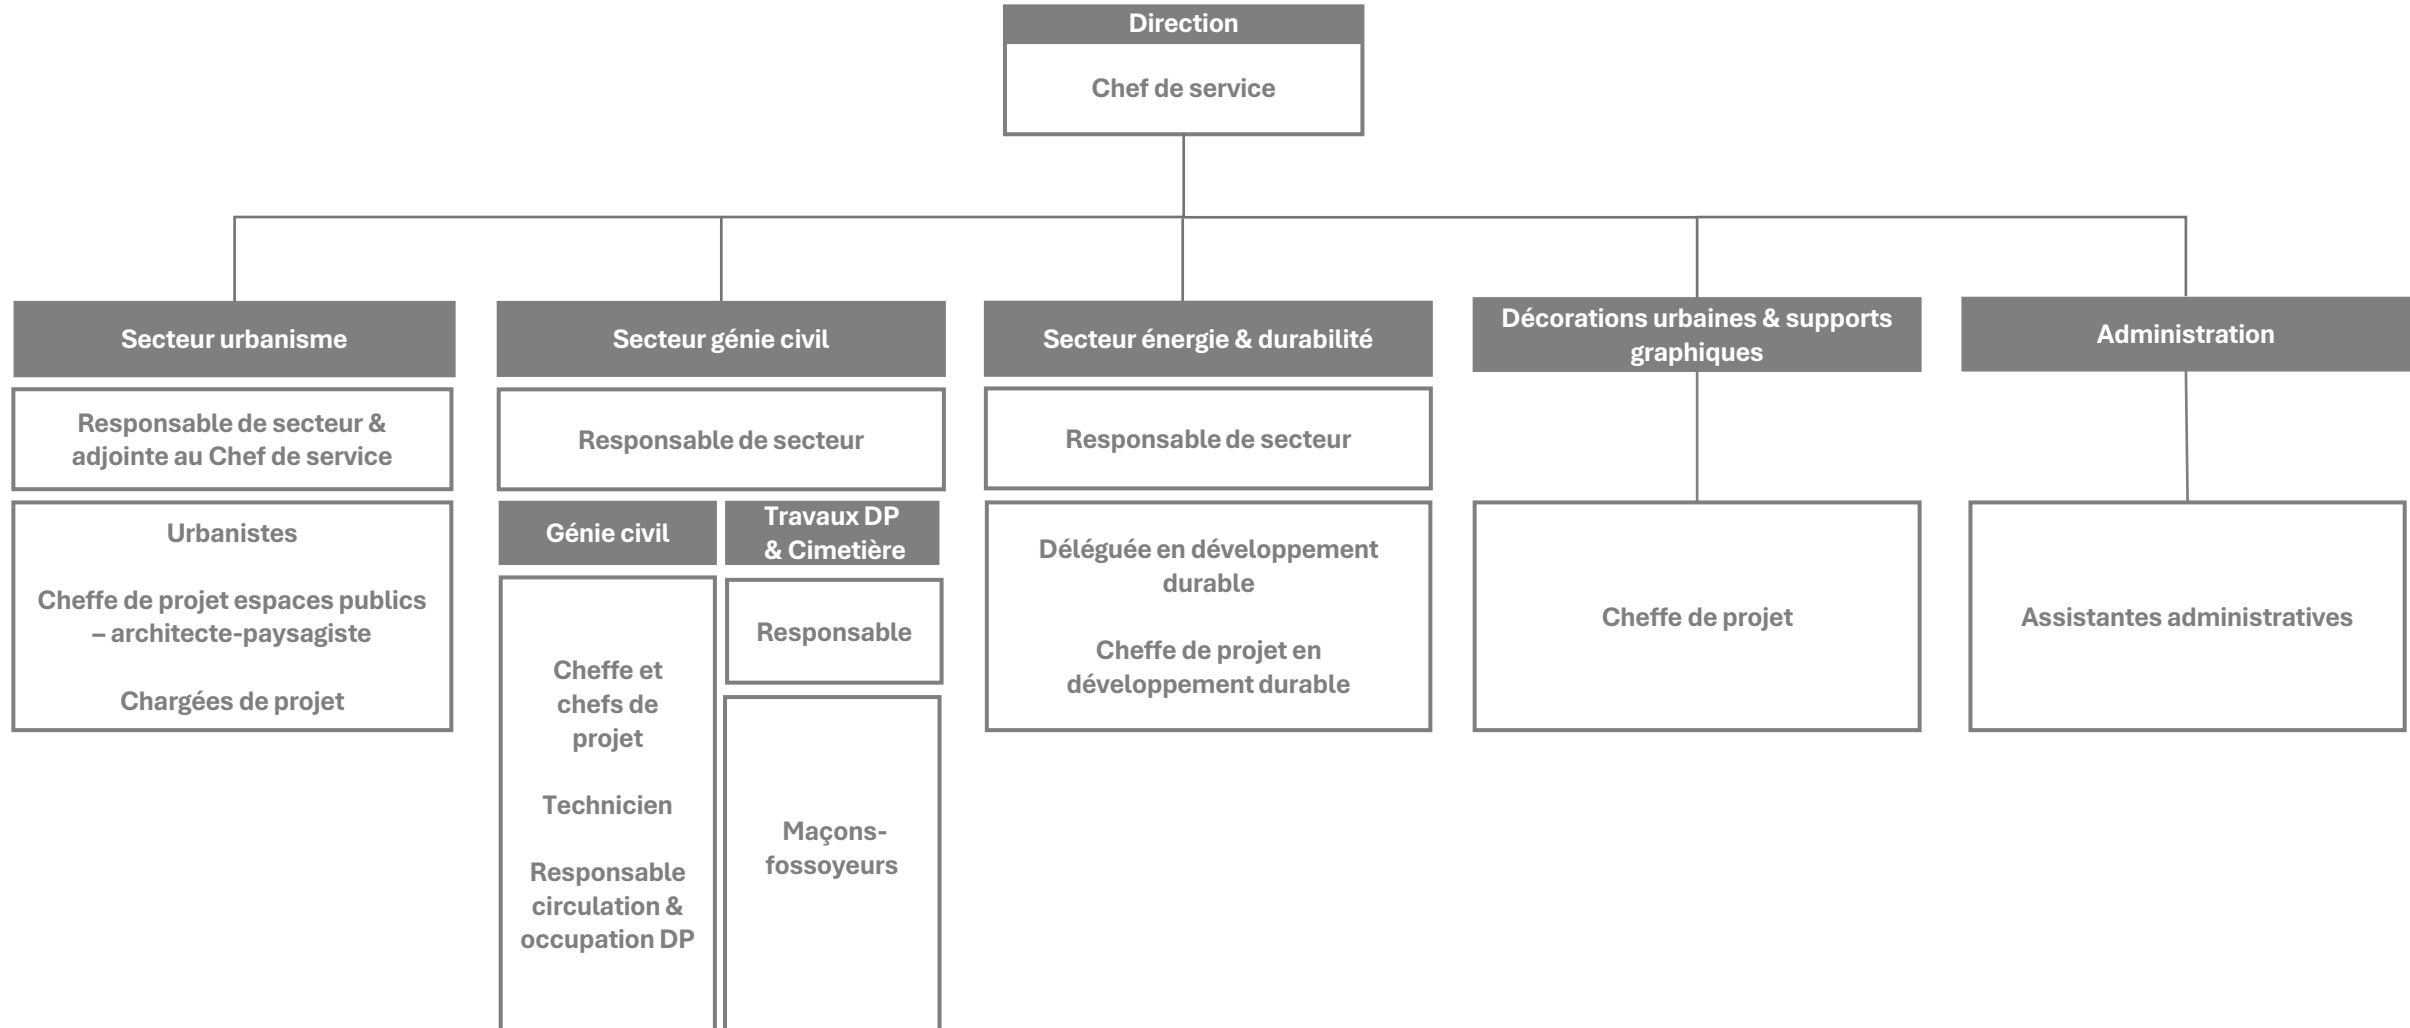 Direction
Chef de service
Secteur urbanisme
Responsable de secteur &
adjointe au Chef de service
Urbanistes
Cheffe de projet espaces publics
– architecte-paysagiste
Chargées de projet
Secteur génie civil
Responsable de secteur
Génie civil
Cheffe et
chefs de
projet
Technicien
Responsable
circulation &
occupation DP
Travaux DP
& Cimetière
Responsable
Maçons-
fossoyeurs
Secteur énergie & durabilité
Responsable de secteur
Déléguée en développement
durable
Cheffe de projet en
développement durable
Décorations urbaines & supports
graphiques
Cheffe de projet
Administration
Assistantes administratives